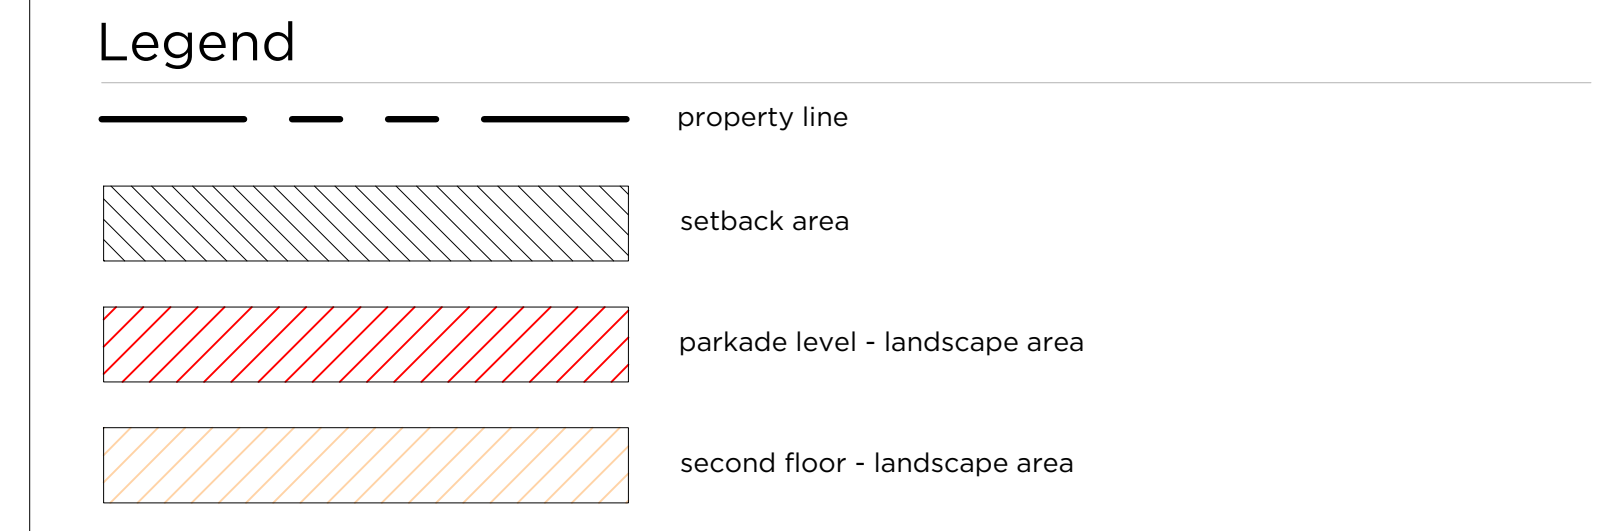 Legend
property line
setback area
parkade level - landscape area
second floor - landscape area